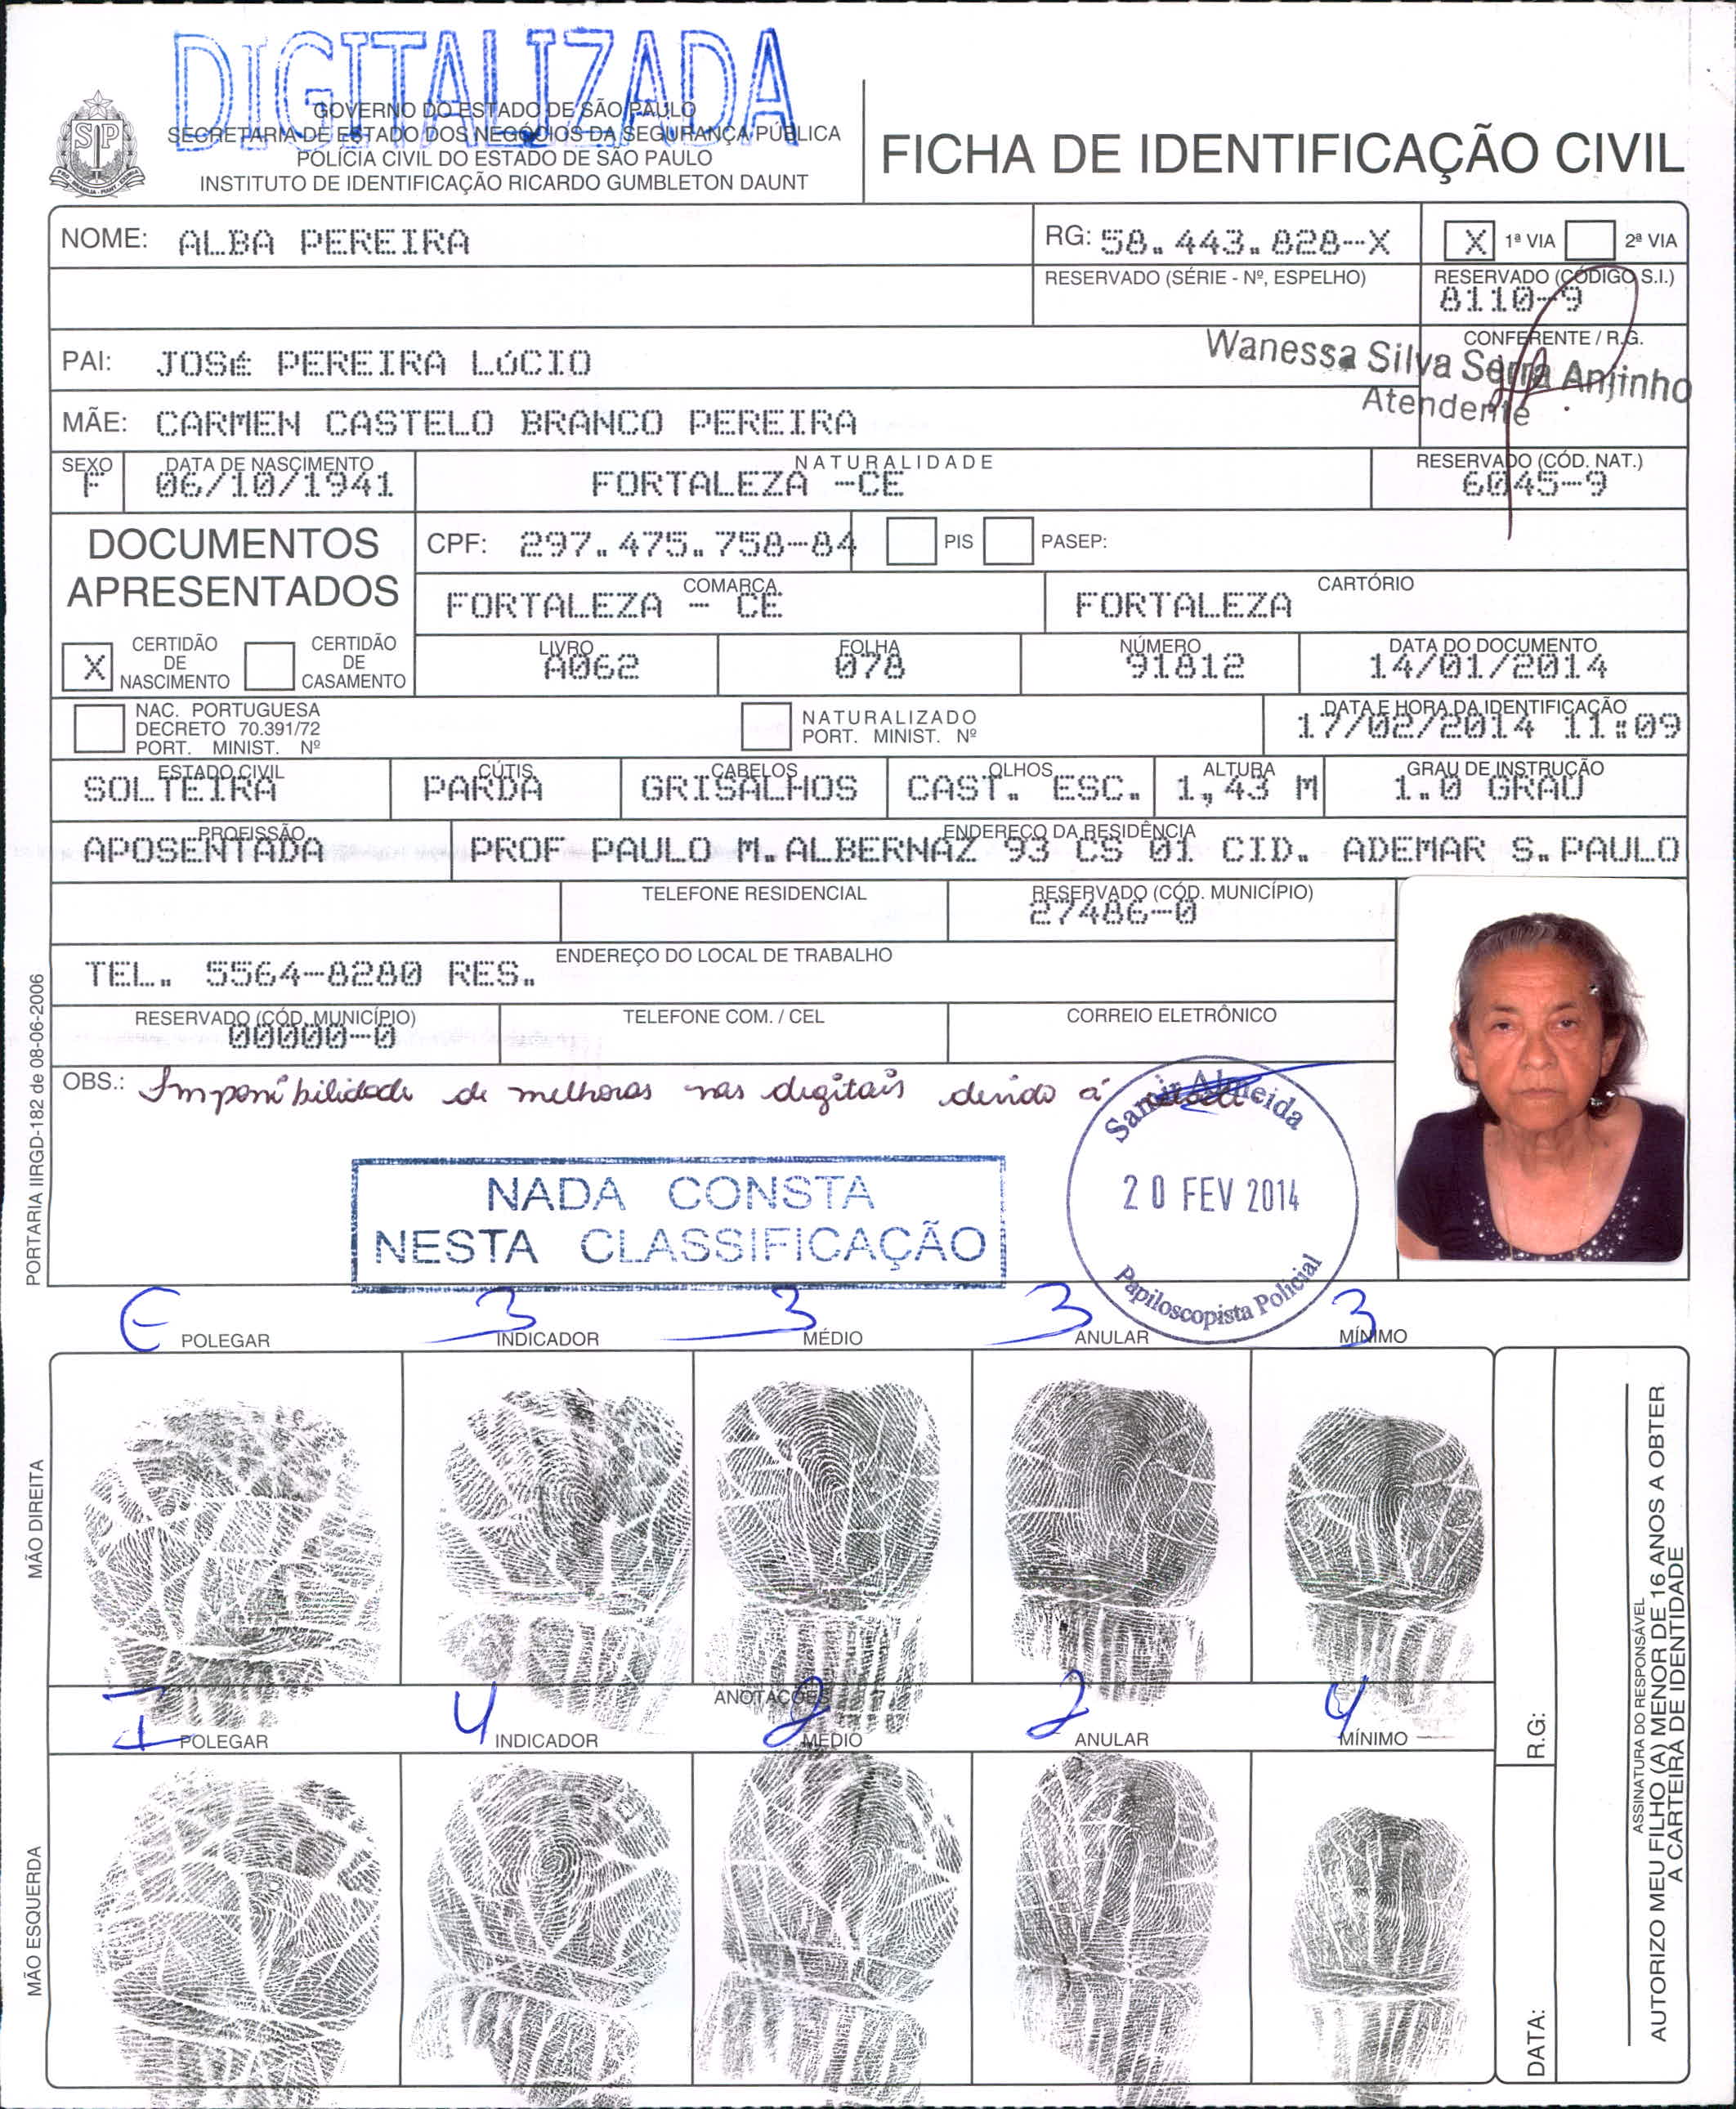 DIGITALIZADA
GOVERNO DO ESTADO DE SÃO PAULO
SECRETARIA DE ESTADO DOS NEGÓCIOS DA SEGURANÇA PÚBLICA
POLÍCIA CIVIL DO ESTADO DE SÃO PAULO
INSTITUTO DE IDENTIFICAÇÃO RICARDO GUMBLETON DAUNT
FICHA DE IDENTIFICAÇÃO CIVIL
NOME: ALBA PEREIRA
RG: 58.443.828-X
X 1ª VIA 2ª VIA
RESERVADO (SÉRIE - Nº, ESPELHO)
RESERVADO (CÓDIGO S.I.)
8110-9
PAI: JOSé PEREIRA LúCIO
CONFERENTE / R.G.
Wanessa Silva Serra Anjinho
Atendente
MÃE: CARMEN CASTELO BRANCO PEREIRA
SEXO
F
DATA DE NASCIMENTO
06/10/1941
NATURALIDADE
FORTALEZA -CE
RESERVADO (CÓD. NAT.)
6045-9
DOCUMENTOS
APRESENTADOS
CPF: 297.475.758-84
PIS
PASEP:
COMARCA
FORTALEZA - CE
CARTÓRIO
FORTALEZA
X CERTIDÃO DE NASCIMENTO
CERTIDÃO DE CASAMENTO
LIVRO
A062
FOLHA
078
NÚMERO
91812
DATA DO DOCUMENTO
14/01/2014
NAC. PORTUGUESA
DECRETO 70.391/72
PORT. MINIST. Nº
NATURALIZADO
PORT. MINIST. Nº
DATA E HORA DA IDENTIFICAÇÃO
17/02/2014 11:09
ESTADO CIVIL
SOLTEIRA
CÚTIS
PARDA
CABELOS
GRISALHOS
OLHOS
CAST. ESC.
ALTURA
1,43 M
GRAU DE INSTRUÇÃO
1.0 GRAU
PROFISSÃO
APOSENTADA
ENDEREÇO DA RESIDÊNCIA
PROF PAULO M.ALBERNAZ 93 CS 01 CID. ADEMAR S.PAULO
TELEFONE RESIDENCIAL
RESERVADO (CÓD. MUNICÍPIO)
27486-0
ENDEREÇO DO LOCAL DE TRABALHO
TEL. 5564-8280 RES.
RESERVADO (CÓD. MUNICÍPIO)
00000-0
TELEFONE COM. / CEL
CORREIO ELETRÔNICO
OBS.: Impossibilidade de melhoras nas digitais devido á
NADA CONSTA
NESTA CLASSIFICAÇÃO
Samir Almeida
20 FEV 2014
Papiloscopista Policial
PORTARIA IIRGD-182 de 08-06-2006
E 3 3 3 3
POLEGAR INDICADOR MÉDIO ANULAR MÍNIMO
MÃO DIREITA
ANOTAÇÕES
I 4 2 2 4
POLEGAR INDICADOR MÉDIO ANULAR MÍNIMO
MÃO ESQUERDA
R.G:
DATA:
ASSINATURA DO RESPONSÁVEL
AUTORIZO MEU FILHO (A) MENOR DE 16 ANOS A OBTER
A CARTEIRA DE IDENTIDADE